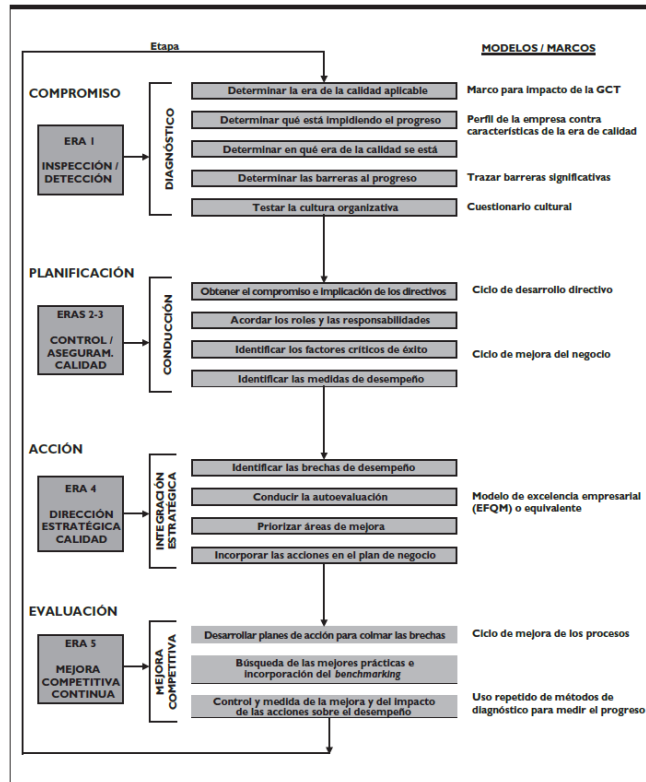 Etapa
MODELOS / MARCOS
COMPROMISO
ERA 1
INSPECCIÓN /
DETECCIÓN
DIAGNÓSTICO
Determinar la era de la calidad aplicable
Determinar qué está impidiendo el progreso
Determinar en qué era de la calidad se está
Determinar las barreras al progreso
Testar la cultura organizativa
Marco para impacto de la GCT
Perfil de la empresa contra
características de la era de calidad
Trazar barreras significativas
Cuestionario cultural
PLANIFICACIÓN
ERAS 2-3
CONTROL /
ASEGURAM.
CALIDAD
CONDUCCIÓN
Obtener el compromiso e implicación de los directivos
Acordar los roles y las responsabilidades
Identificar los factores críticos de éxito
Identificar las medidas de desempeño
Ciclo de desarrollo directivo
Ciclo de mejora del negocio
ACCIÓN
ERA 4
DIRECCIÓN
ESTRATÉGICA
CALIDAD
INTEGRACIÓN
ESTRATÉGICA
Identificar las brechas de desempeño
Conducir la autoevaluación
Priorizar áreas de mejora
Incorporar las acciones en el plan de negocio
Modelo de excelencia empresarial
(EFQM) o equivalente
EVALUACIÓN
ERA 5
MEJORA
COMPETITIVA
CONTINUA
MEJORA
COMPETITIVA
Desarrollar planes de acción para colmar las brechas
Búsqueda de las mejores prácticas e
incorporación del benchmarking
Control y medida de la mejora y del impacto
de las acciones sobre el desempeño
Ciclo de mejora de los procesos
Uso repetido de métodos de
diagnóstico para medir el progreso